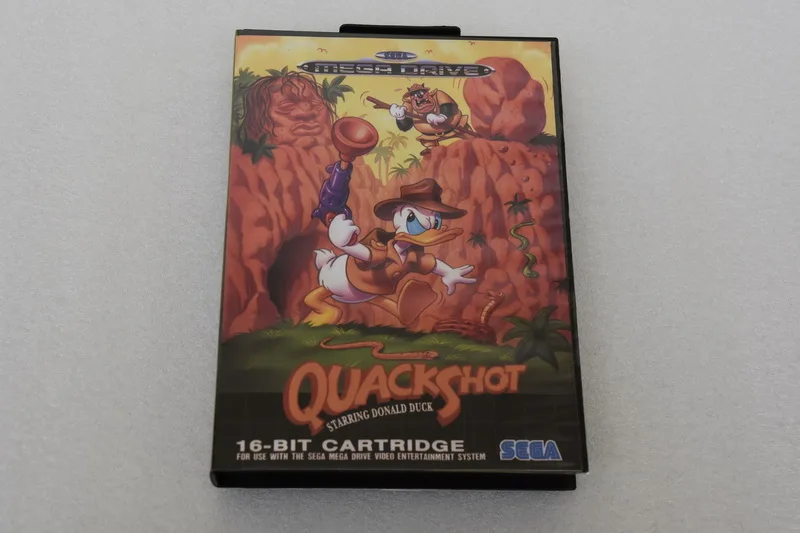 SEGA
MEGA DRIVE
QUACKSHOT
STARRING DONALD DUCK
16-BIT CARTRIDGE
FOR USE WITH THE SEGA MEGA DRIVE VIDEO ENTERTAINMENT SYSTEM
SEGA